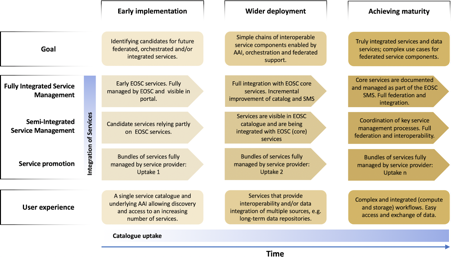 Early implementation
Wider deployment
Achieving maturity
Goal
Identifying candidates for future
federated, orchestrated and/or
integrated services.
Simple chains of interoperable
service components enabled by
AAI, orchestration and federated
support.
Truly integrated services and data
services; complex use cases for
federated service components.
Integration of Services
Fully Integrated Service
Management
Early EOSC services. Fully
managed by EOSC and visible in
portal.
Full integration with EOSC core
services. Incremental
improvement of catalog and SMS
Core services are documented
and managed as part of the EOSC
SMS. Full federation and
integration.
Semi-Integrated
Service Management
Candidate services relying partly
on EOSC services.
Services are visible in EOSC
catalogue and are being
integrated with EOSC (core)
services
Coordination of key service
management processes. Full
federation and interoperability.
Service promotion
Bundles of services fully
managed by service provider:
Uptake 1
Bundles of services fully
managed by service provider:
Uptake 2
Bundles of services fully
managed by service provider:
Uptake n
User experience
A single service catalogue and
underlying AAI allowing discovery
and access to an increasing
number of services.
Services that provide
interoperability and/or data
integration of multiple sources, e.g.
long-term data repositories.
Complex and integrated (compute
and storage) workflows. Easy
access and exchange of data.
Catalogue uptake
Time